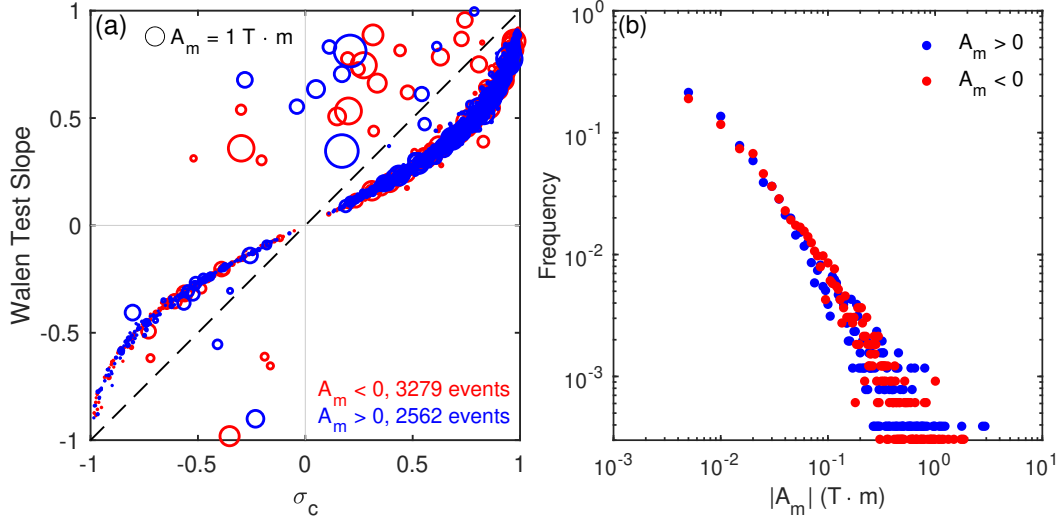 (a)
A_m = 1 T · m
Walen Test Slope
1
0.5
0
-0.5
-1
-1
-0.5
0
0.5
1
σ_c
A_m < 0, 3279 events
A_m > 0, 2562 events
(b)
A_m > 0
A_m < 0
Frequency
10^0
10^-1
10^-2
10^-3
10^-3
10^-2
10^-1
10^0
10^1
|A_m| (T · m)